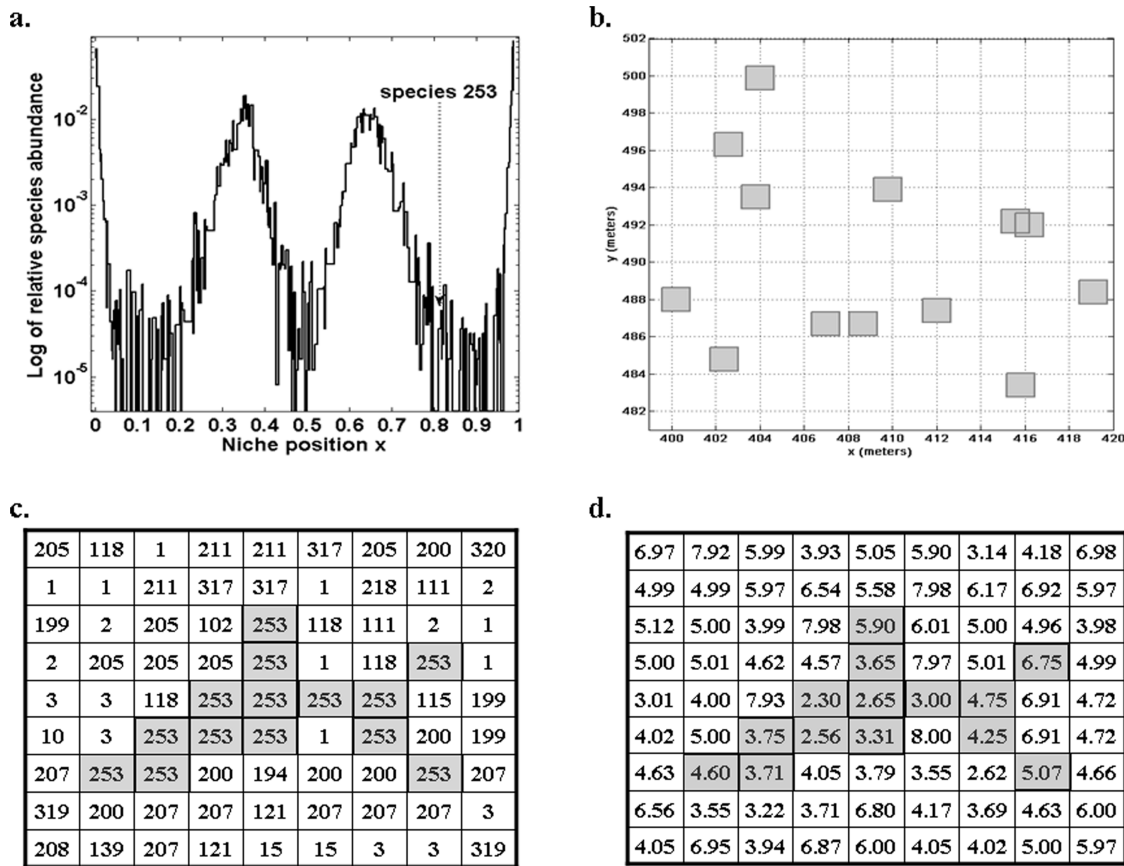 a.
b.
species 253
10-2
10-3
10-4
10-5
Log of relative species abundance
0 0.1 0.2 0.3 0.4 0.5 0.6 0.7 0.8 0.9 1
Niche position x
502
500
498
496
494
492
490
488
486
484
482
y (meters)
400 402 404 406 408 410 412 414 416 418 420
x (meters)
c.
205 118 1 211 211 317 205 200 320
1 1 211 317 317 1 218 111 2
199 2 205 102 253 118 111 2 1
2 205 205 205 253 1 118 253 1
3 3 118 253 253 253 253 115 199
10 3 253 253 253 1 253 200 199
207 253 253 200 194 200 200 253 207
319 200 207 207 121 207 207 207 3
208 139 207 121 15 15 3 3 319
d.
6.97 7.92 5.99 3.93 5.05 5.90 3.14 4.18 6.98
4.99 4.99 5.97 6.54 5.58 7.98 6.17 6.92 5.97
5.12 5.00 3.99 7.98 5.90 6.01 5.00 4.96 3.98
5.00 5.01 4.62 4.57 3.65 7.97 5.01 6.75 4.99
3.01 4.00 7.93 2.30 2.65 3.00 4.75 6.91 4.72
4.02 5.00 3.75 2.56 3.31 8.00 4.25 6.91 4.72
4.63 4.60 3.71 4.05 3.79 3.55 2.62 5.07 4.66
6.56 3.55 3.22 3.71 6.80 4.17 3.69 4.63 6.00
4.05 6.95 3.94 6.87 6.00 4.05 4.02 5.00 5.97